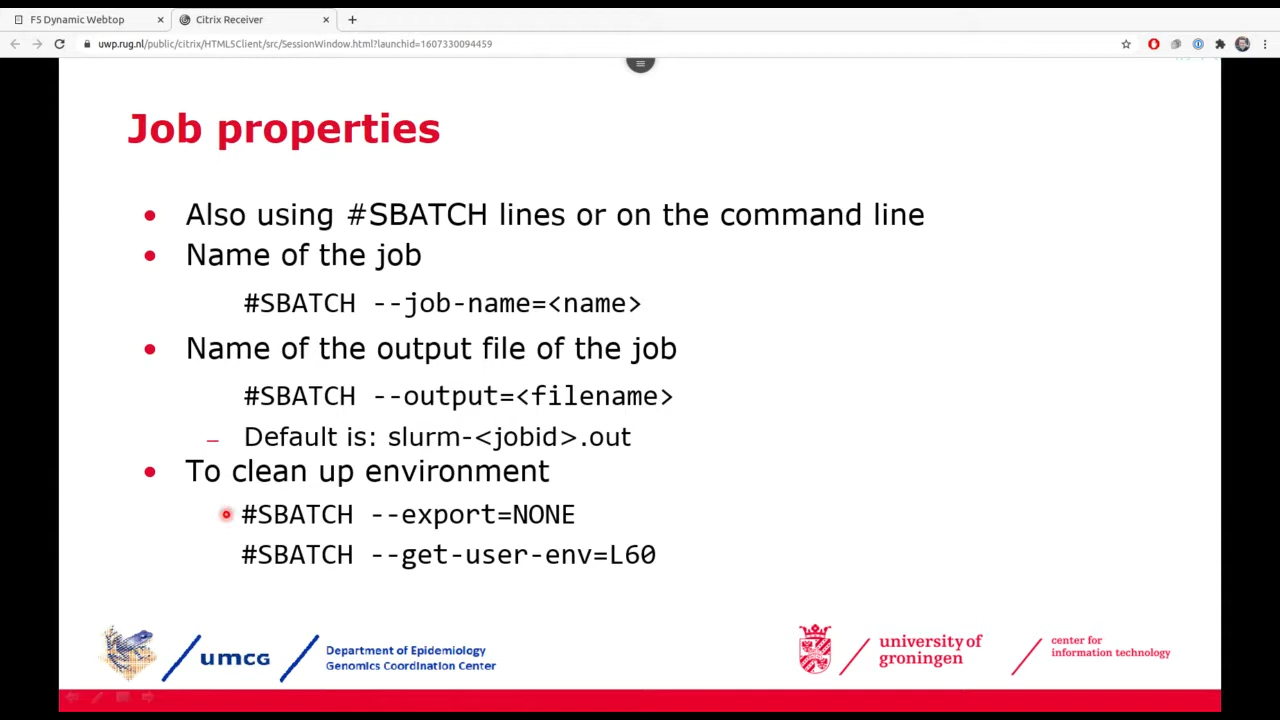 F5 Dynamic Webtop
Citrix Receiver
uwp.rug.nl/public/citrix/HTML5Client/src/SessionWindow.html?launchid=1607330094459
Job properties
• Also using #SBATCH lines or on the command line
• Name of the job
#SBATCH --job-name=<name>
• Name of the output file of the job
#SBATCH --output=<filename>
– Default is: slurm-<jobid>.out
• To clean up environment
#SBATCH --export=NONE
#SBATCH --get-user-env=L60
umcg
Department of Epidemiology
Genomics Coordination Center
university of
groningen
center for
information technology